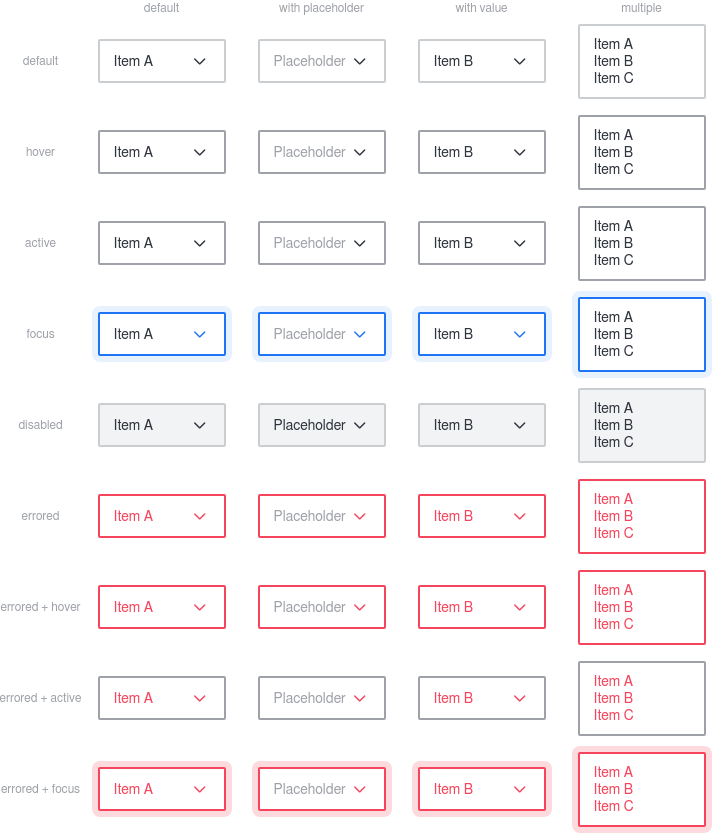 default with placeholder with value multiple
default Item A Placeholder Item B Item A
Item B
Item C
hover Item A Placeholder Item B Item A
Item B
Item C
active Item A Placeholder Item B Item A
Item B
Item C
focus Item A Placeholder Item B Item A
Item B
Item C
disabled Item A Placeholder Item B Item A
Item B
Item C
errored Item A Placeholder Item B Item A
Item B
Item C
errored + hover Item A Placeholder Item B Item A
Item B
Item C
errored + active Item A Placeholder Item B Item A
Item B
Item C
errored + focus Item A Placeholder Item B Item A
Item B
Item C